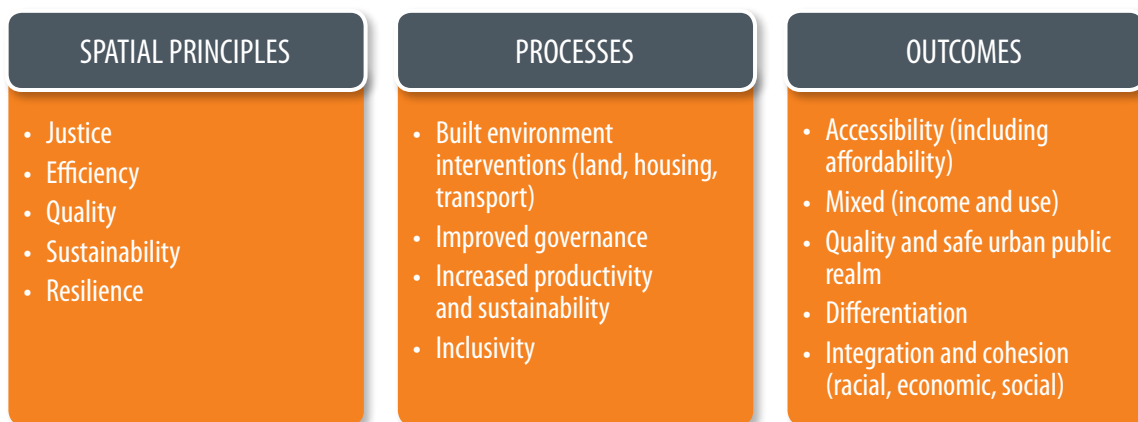 SPATIAL PRINCIPLES
• Justice
• Efficiency
• Quality
• Sustainability
• Resilience
PROCESSES
• Built environment
interventions (land, housing,
transport)
• Improved governance
• Increased productivity
and sustainability
• Inclusivity
OUTCOMES
• Accessibility (including
affordability)
• Mixed (income and use)
• Quality and safe urban public
realm
• Differentiation
• Integration and cohesion
(racial, economic, social)